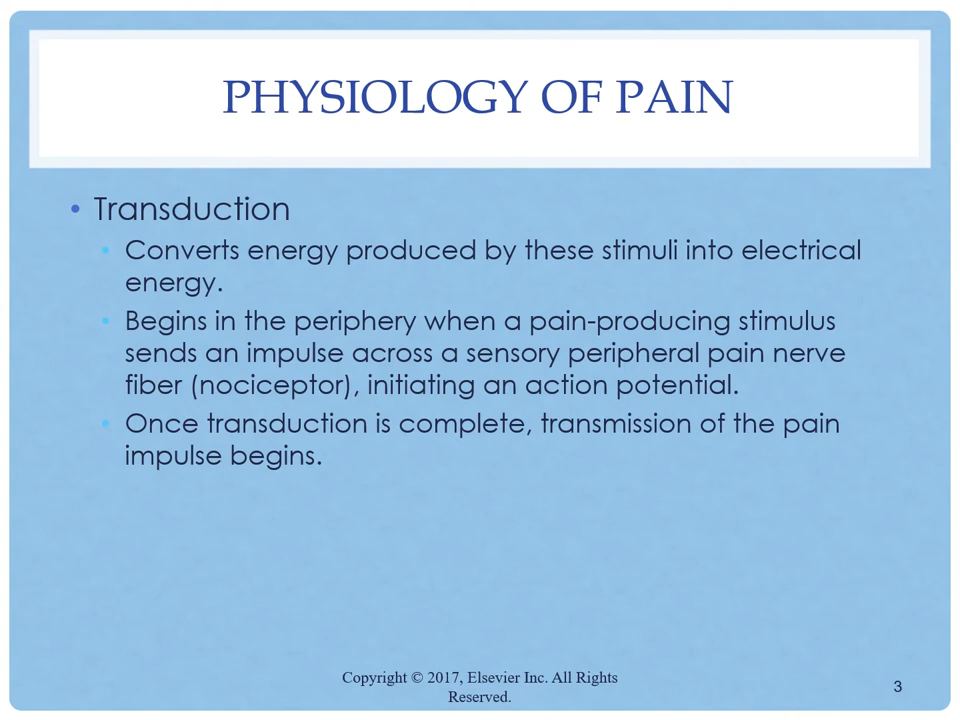 PHYSIOLOGY OF PAIN
• Transduction
• Converts energy produced by these stimuli into electrical
energy.
• Begins in the periphery when a pain-producing stimulus
sends an impulse across a sensory peripheral pain nerve
fiber (nociceptor), initiating an action potential.
• Once transduction is complete, transmission of the pain
impulse begins.
Copyright © 2017, Elsevier Inc. All Rights
Reserved.
3